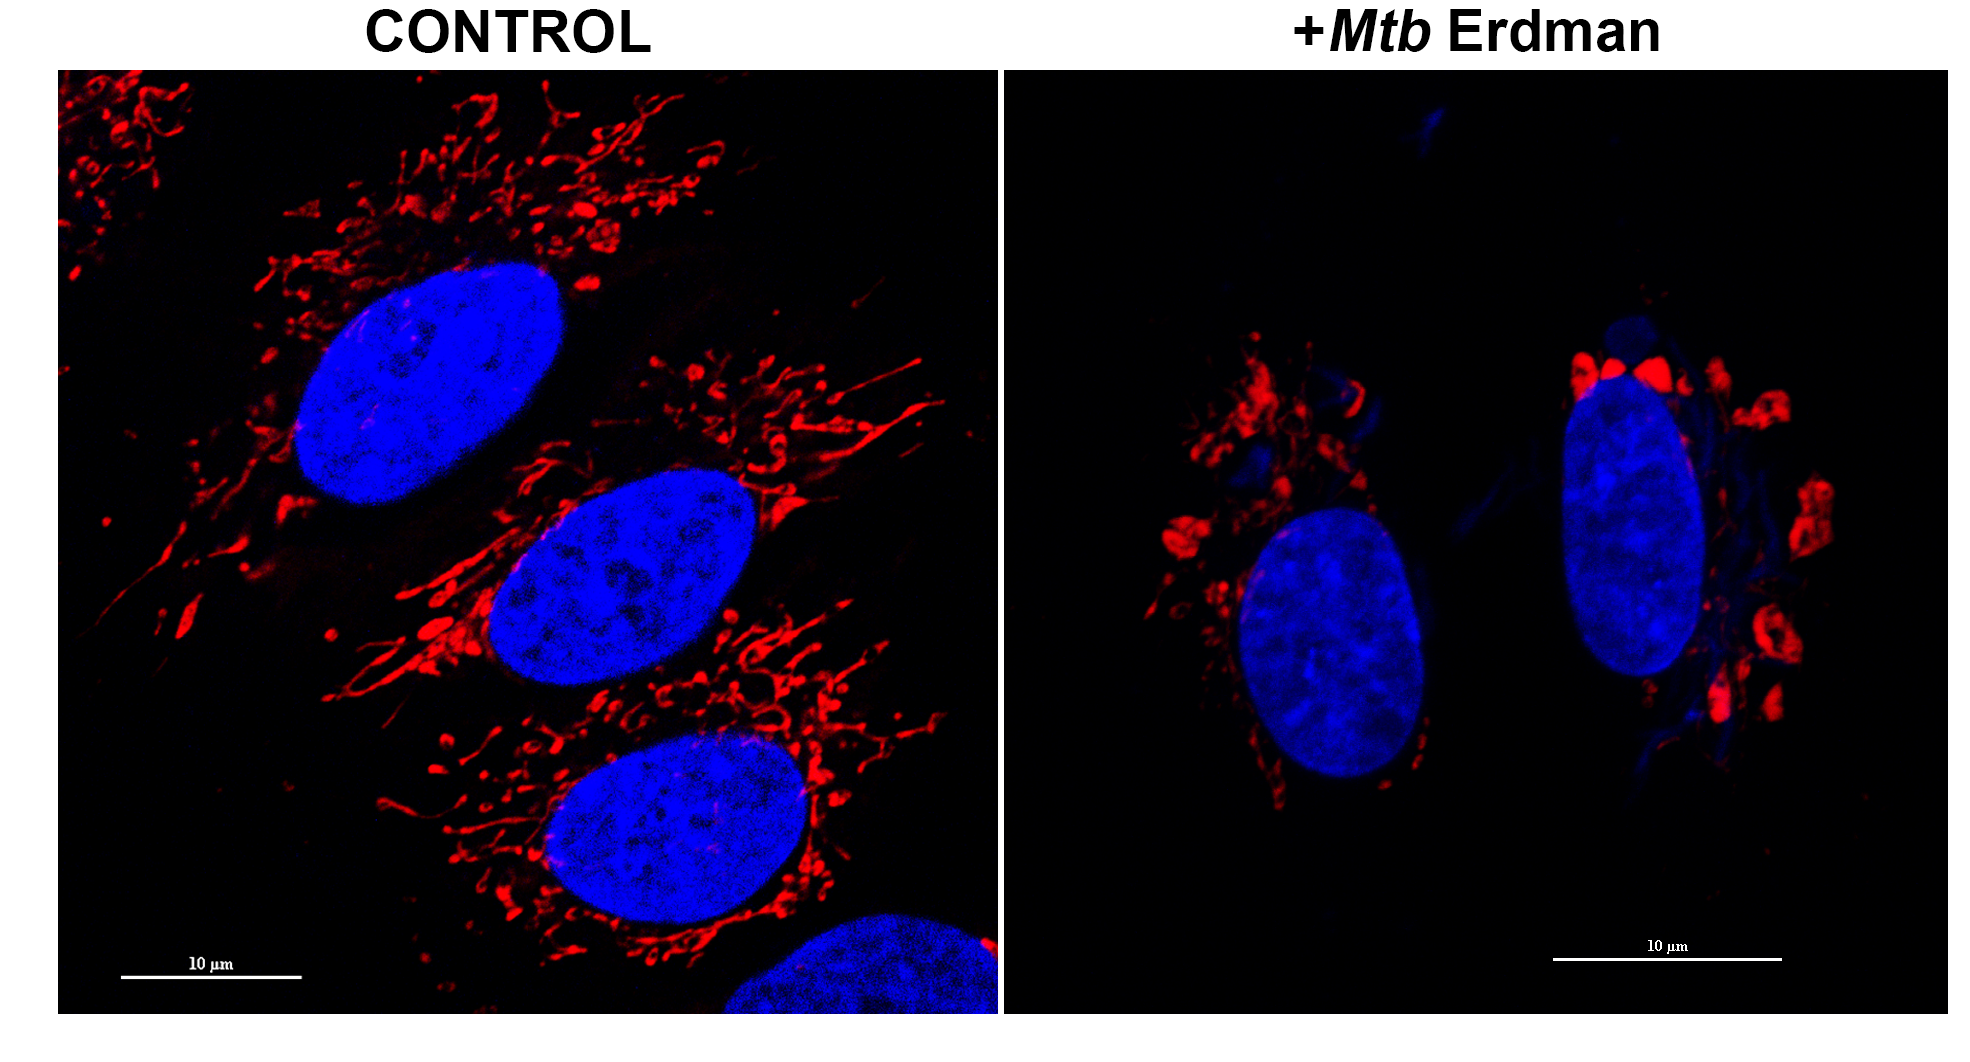 CONTROL
+Mtb Erdman
10 µm
10 µm